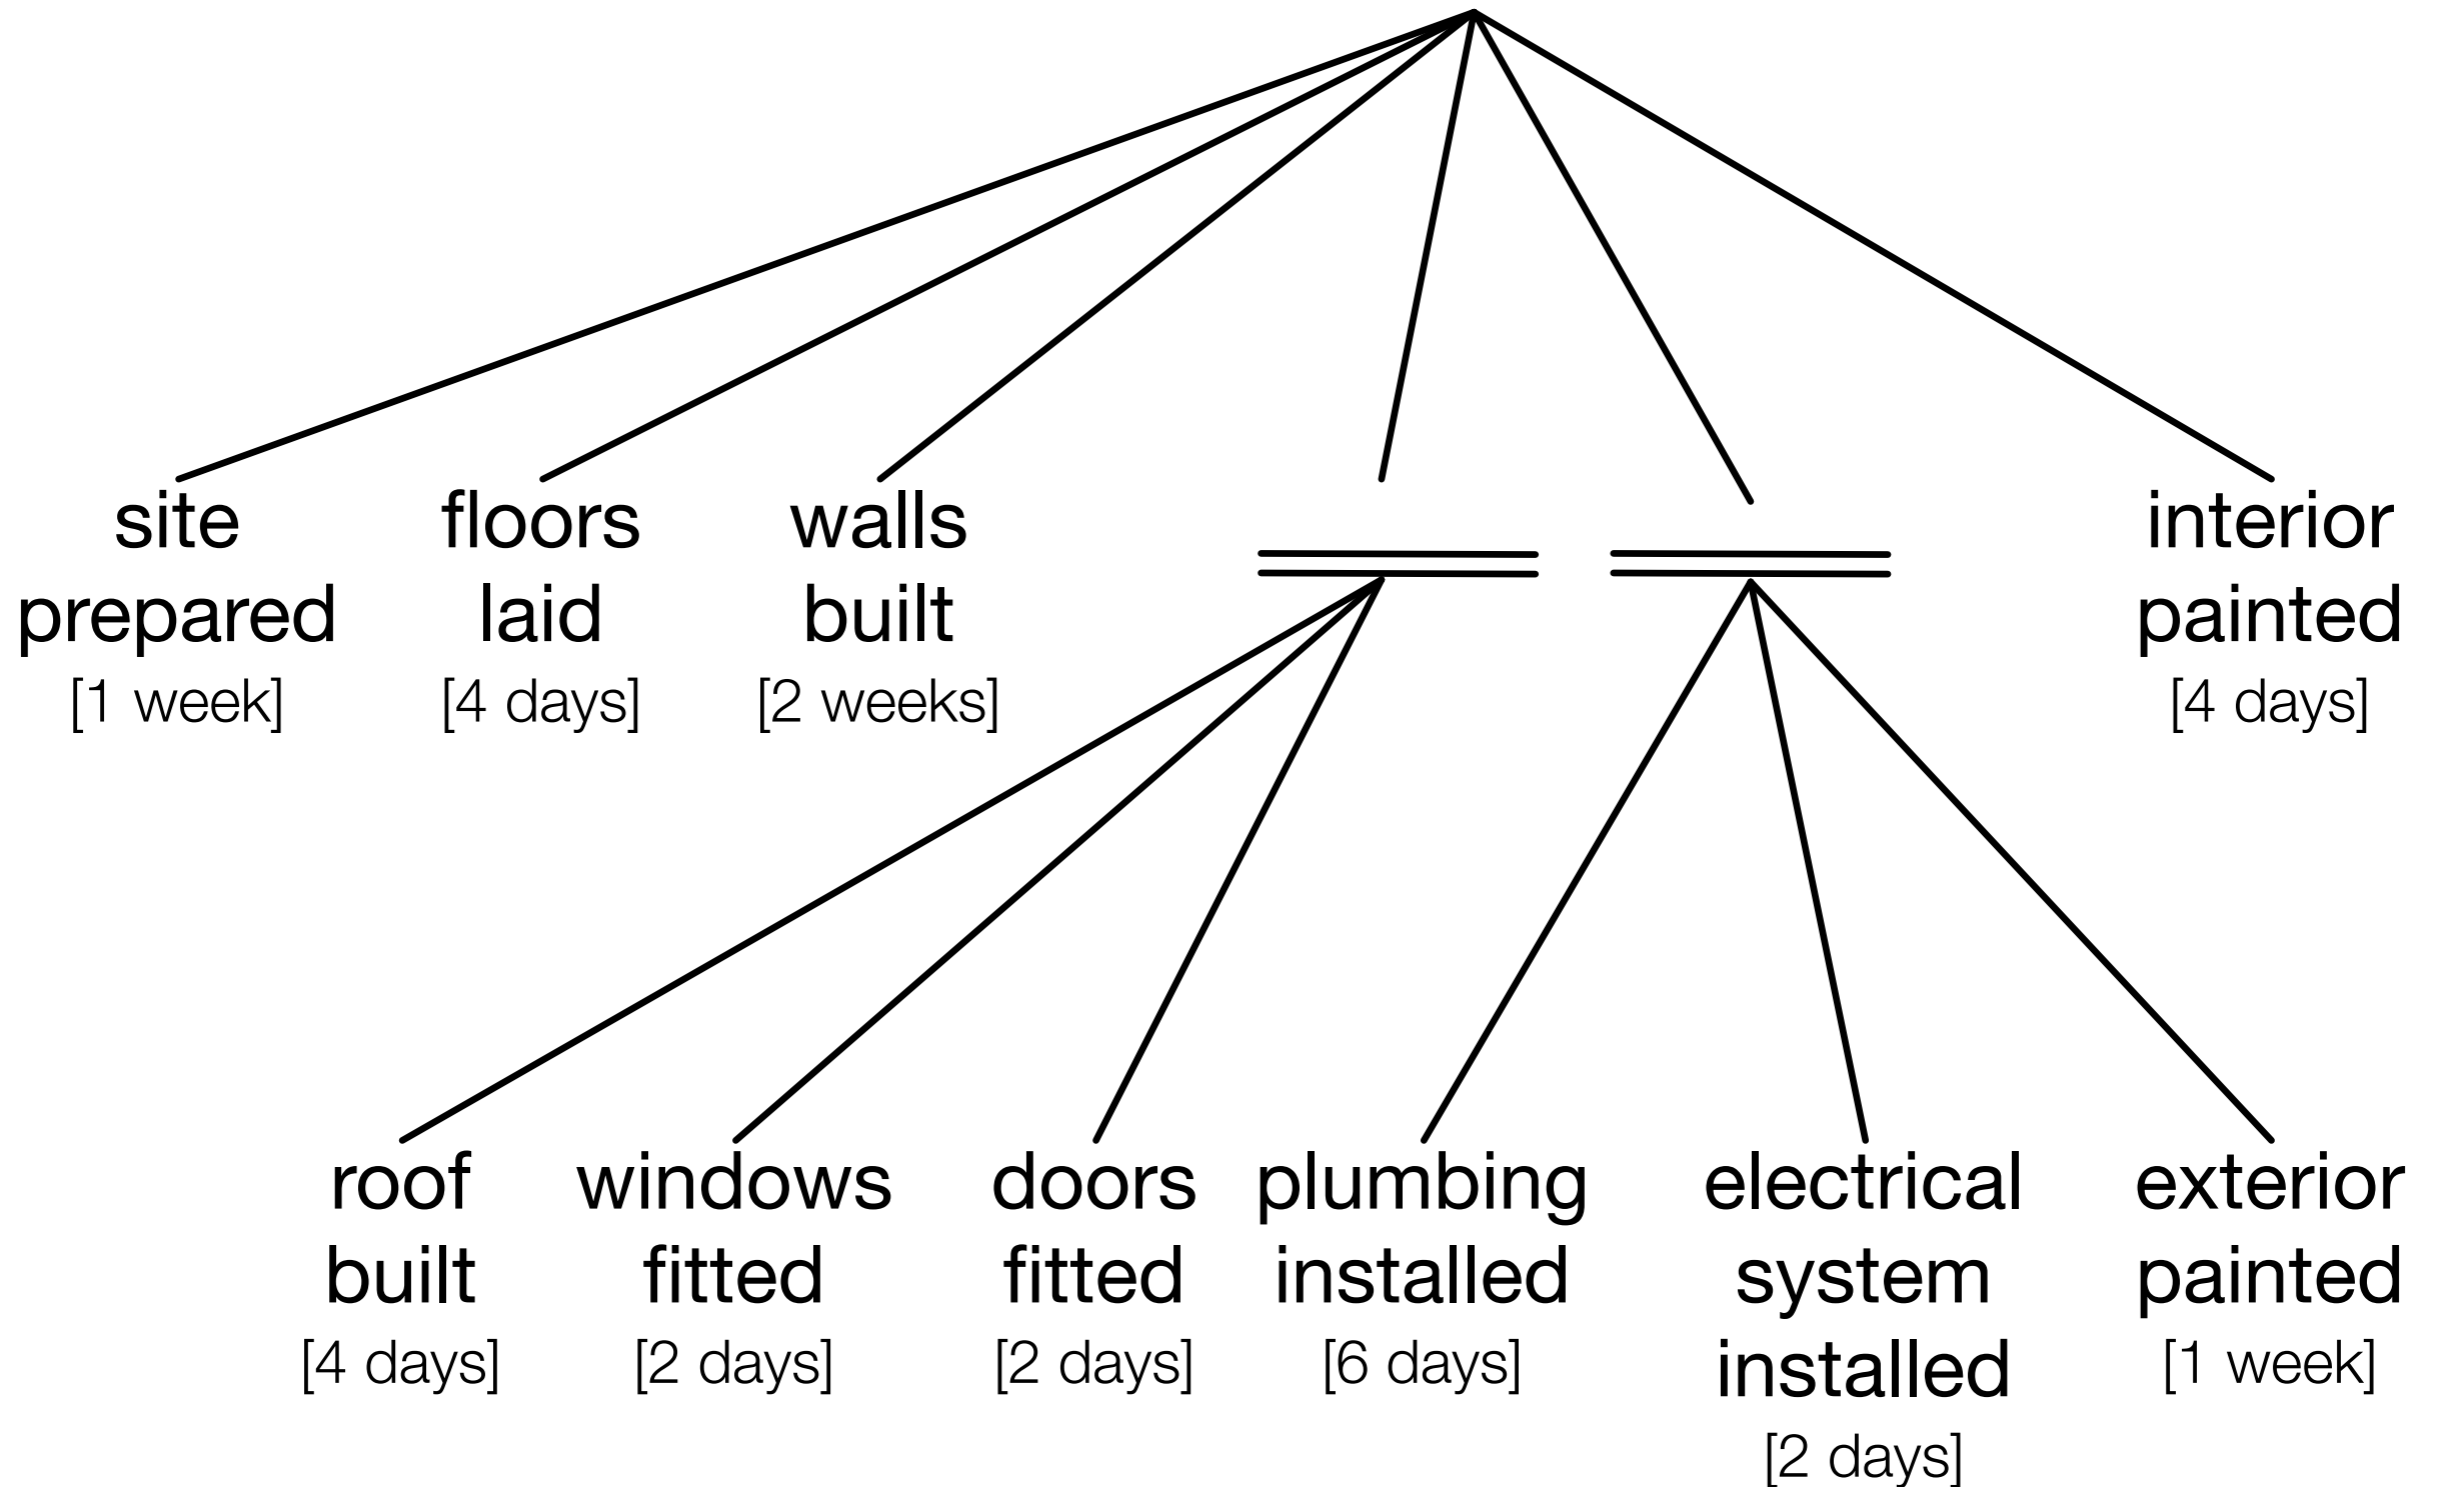 site
prepared
[1 week]
floors
laid
[4 days]
walls
built
[2 weeks]
interior
painted
[4 days]
roof
built
[4 days]
windows
fitted
[2 days]
doors
fitted
[2 days]
plumbing
installed
[6 days]
electrical
system
installed
[2 days]
exterior
painted
[1 week]